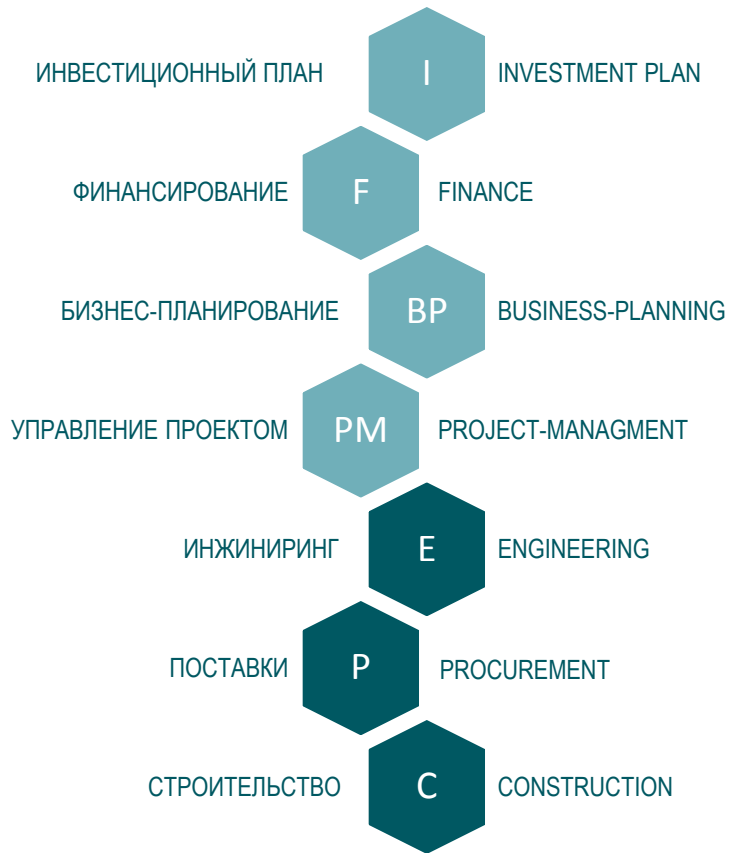 ИНВЕСТИЦИОННЫЙ ПЛАН I INVESTMENT PLAN
ФИНАНСИРОВАНИЕ F FINANCE
БИЗНЕС-ПЛАНИРОВАНИЕ BP BUSINESS-PLANNING
УПРАВЛЕНИЕ ПРОЕКТОМ PM PROJECT-MANAGMENT
ИНЖИНИРИНГ E ENGINEERING
ПОСТАВКИ P PROCUREMENT
СТРОИТЕЛЬСТВО C CONSTRUCTION